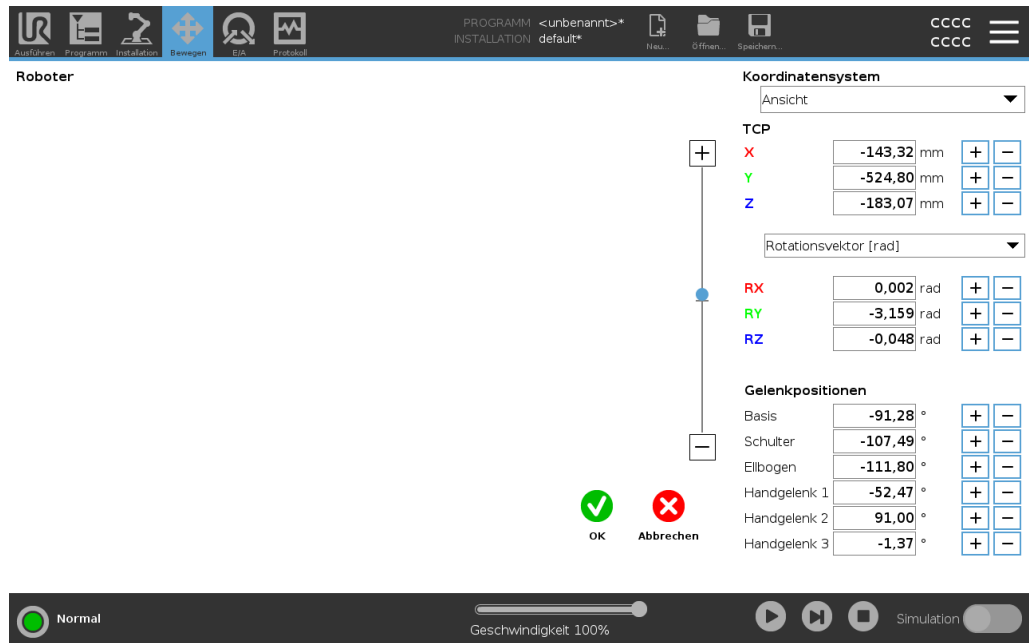 PROGRAMM <unbenannt>*
INSTALLATION default*
CCCC
CCCC
Ausführen Programm Installation Bewegen E/A Protokoll Neu... Öffnen... Speichern...
Roboter
Koordinatensystem
Ansicht
TCP
X -143,32 mm + −
Y -524,80 mm + −
Z -183,07 mm + −
Rotationsvektor [rad]
RX 0,002 rad + −
RY -3,159 rad + −
RZ -0,048 rad + −
Gelenkpositionen
Basis -91,28 ° + −
Schulter -107,49 ° + −
Ellbogen -111,80 ° + −
Handgelenk 1 -52,47 ° + −
Handgelenk 2 91,00 ° + −
Handgelenk 3 -1,37 ° + −
OK Abbrechen
Normal
Geschwindigkeit 100%
Simulation